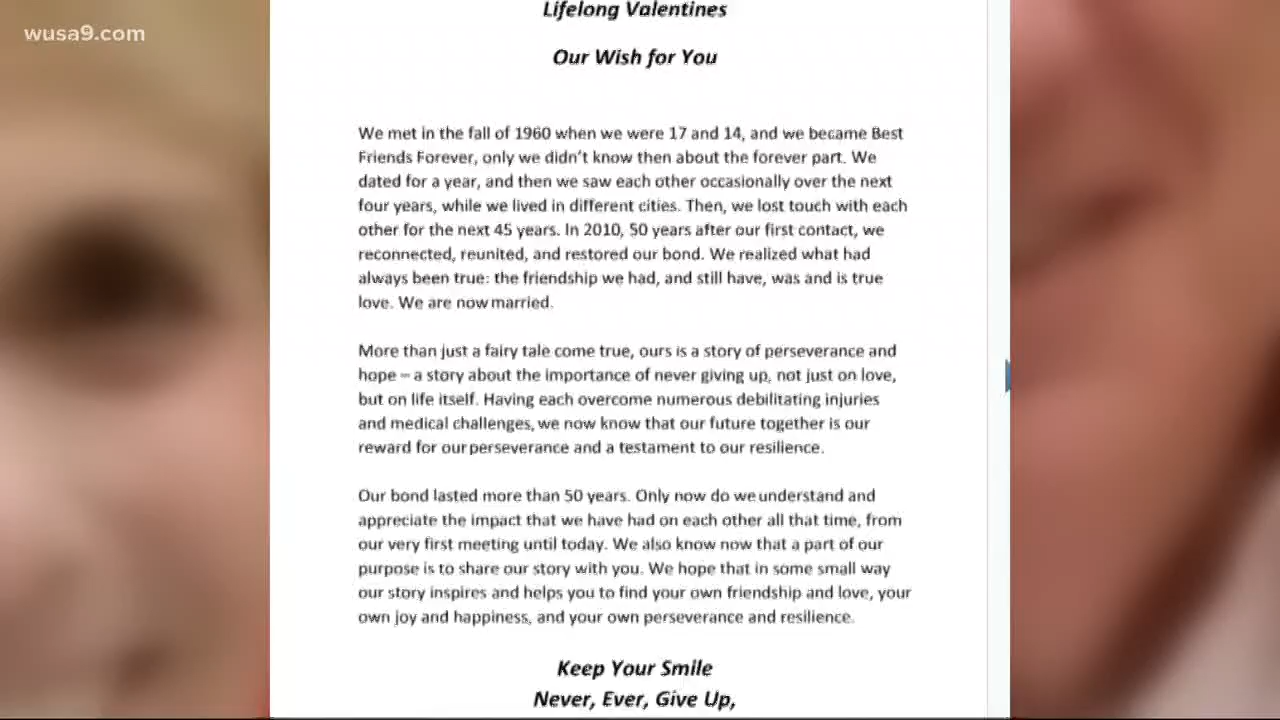 wusa9.com
Lifelong Valentines
Our Wish for You
We met in the fall of 1960 when we were 17 and 14, and we became Best
Friends Forever, only we didn't know then about the forever part. We
dated for a year, and then we saw each other occasionally over the next
four years, while we lived in different cities. Then, we lost touch with each
other for the next 45 years. In 2010, 50 years after our first contact, we
reconnected, reunited, and restored our bond. We realized what had
always been true: the friendship we had, and still have, was and is true
love. We are now married.
More than just a fairy tale come true, ours is a story of perseverance and
hope – a story about the importance of never giving up, not just on love,
but on life itself. Having each overcome numerous debilitating injuries
and medical challenges, we now know that our future together is our
reward for our perseverance and a testament to our resilience.
Our bond lasted more than 50 years. Only now do we understand and
appreciate the impact that we have had on each other all that time, from
our very first meeting until today. We also know now that a part of our
purpose is to share our story with you. We hope that in some small way
our story inspires and helps you to find your own friendship and love, your
own joy and happiness, and your own perseverance and resilience.
Keep Your Smile
Never, Ever, Give Up,